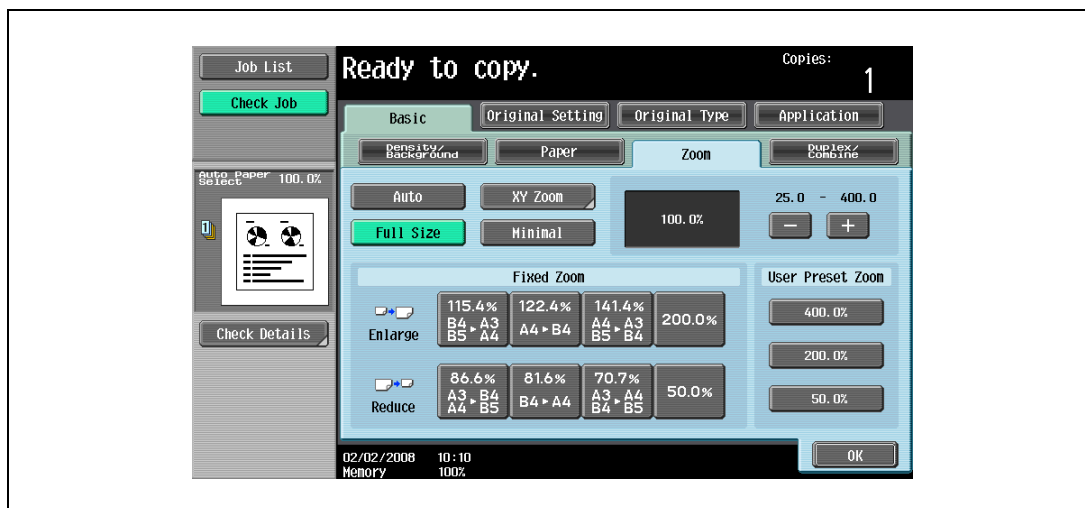 Job List
Check Job
Ready to copy.
Copies:
1
Basic
Original Setting
Original Type
Application
Density/
Background
Paper
Zoom
Duplex/
Combine
Auto Paper
Select
100.0%
1
Check Details
Auto
XY Zoom
Full Size
Minimal
100.0%
25.0 - 400.0
−
+
Fixed Zoom
Enlarge
115.4%
B4▸A3
B5▸A4
122.4%
A4▸B4
141.4%
A4▸A3
B5▸B4
200.0%
Reduce
86.6%
A3▸B4
A4▸B5
81.6%
B4▸A4
70.7%
A3▸A4
B4▸B5
50.0%
User Preset Zoom
400.0%
200.0%
50.0%
02/02/2008 10:10
Memory 100%
OK